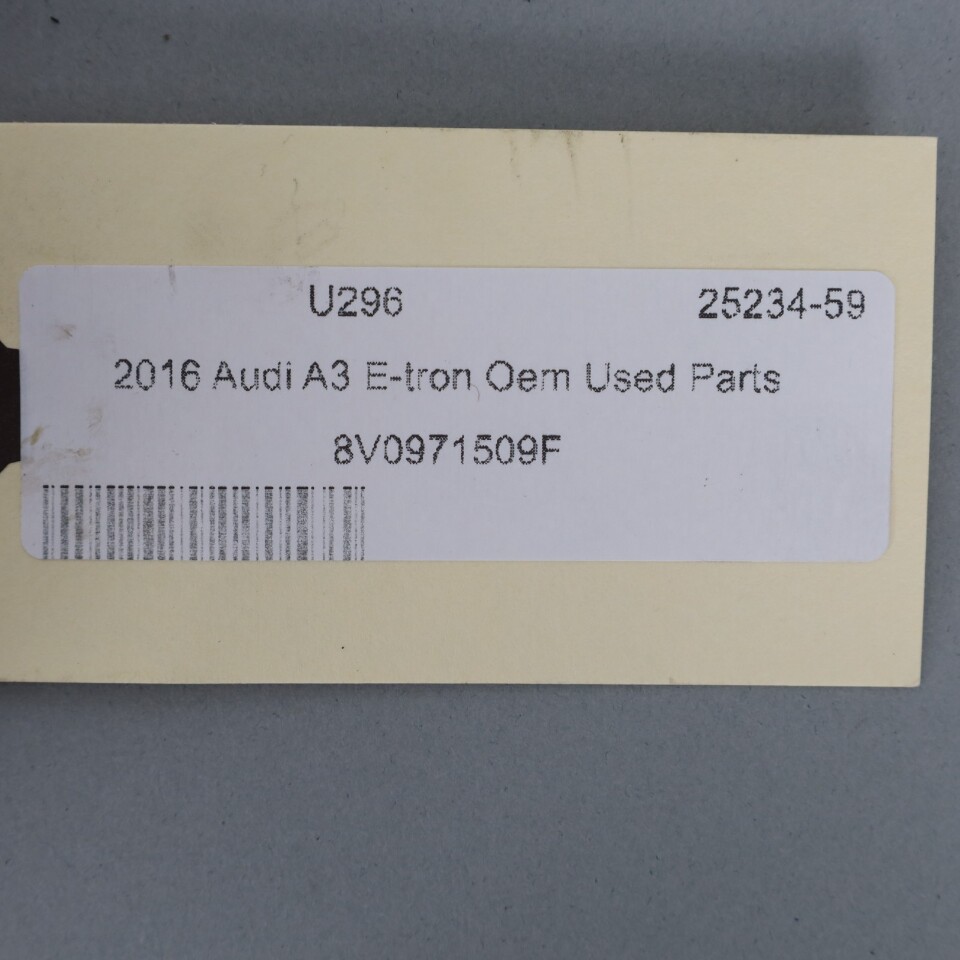 U296 25234-59
2016 Audi A3 E-tron Oem Used Parts
8V0971509F